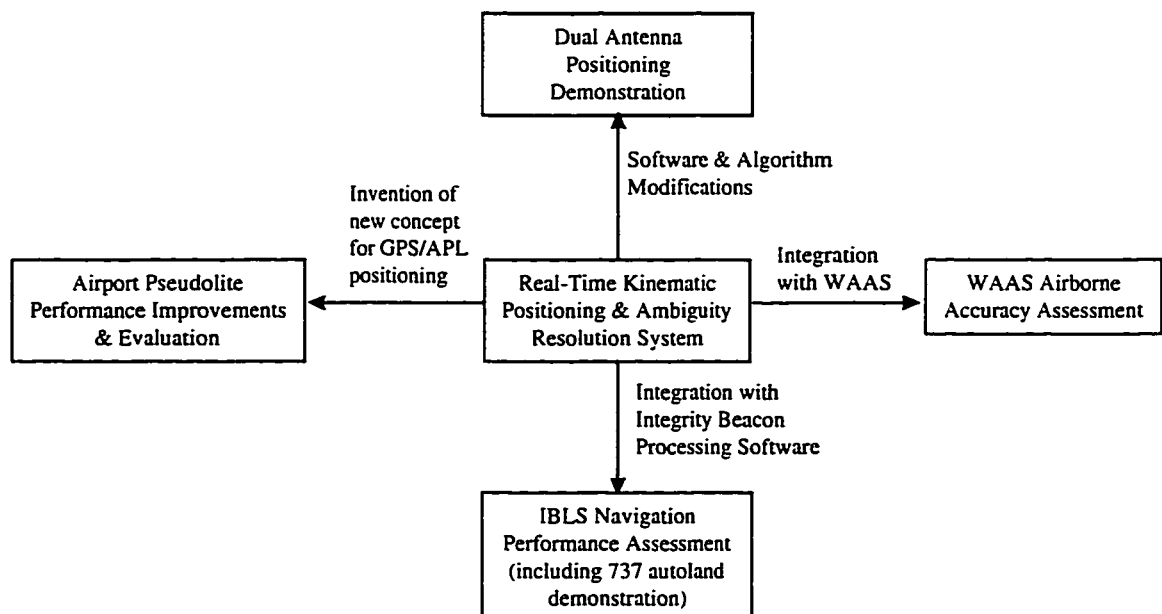 Dual Antenna
Positioning
Demonstration
Software & Algorithm
Modifications
Invention of
new concept
for GPS/APL
positioning
Airport Pseudolite
Performance Improvements
& Evaluation
Real-Time Kinematic
Positioning & Ambiguity
Resolution System
Integration
with WAAS
WAAS Airborne
Accuracy Assessment
Integration with
Integrity Beacon
Processing Software
IBLS Navigation
Performance Assessment
(including 737 autoland
demonstration)